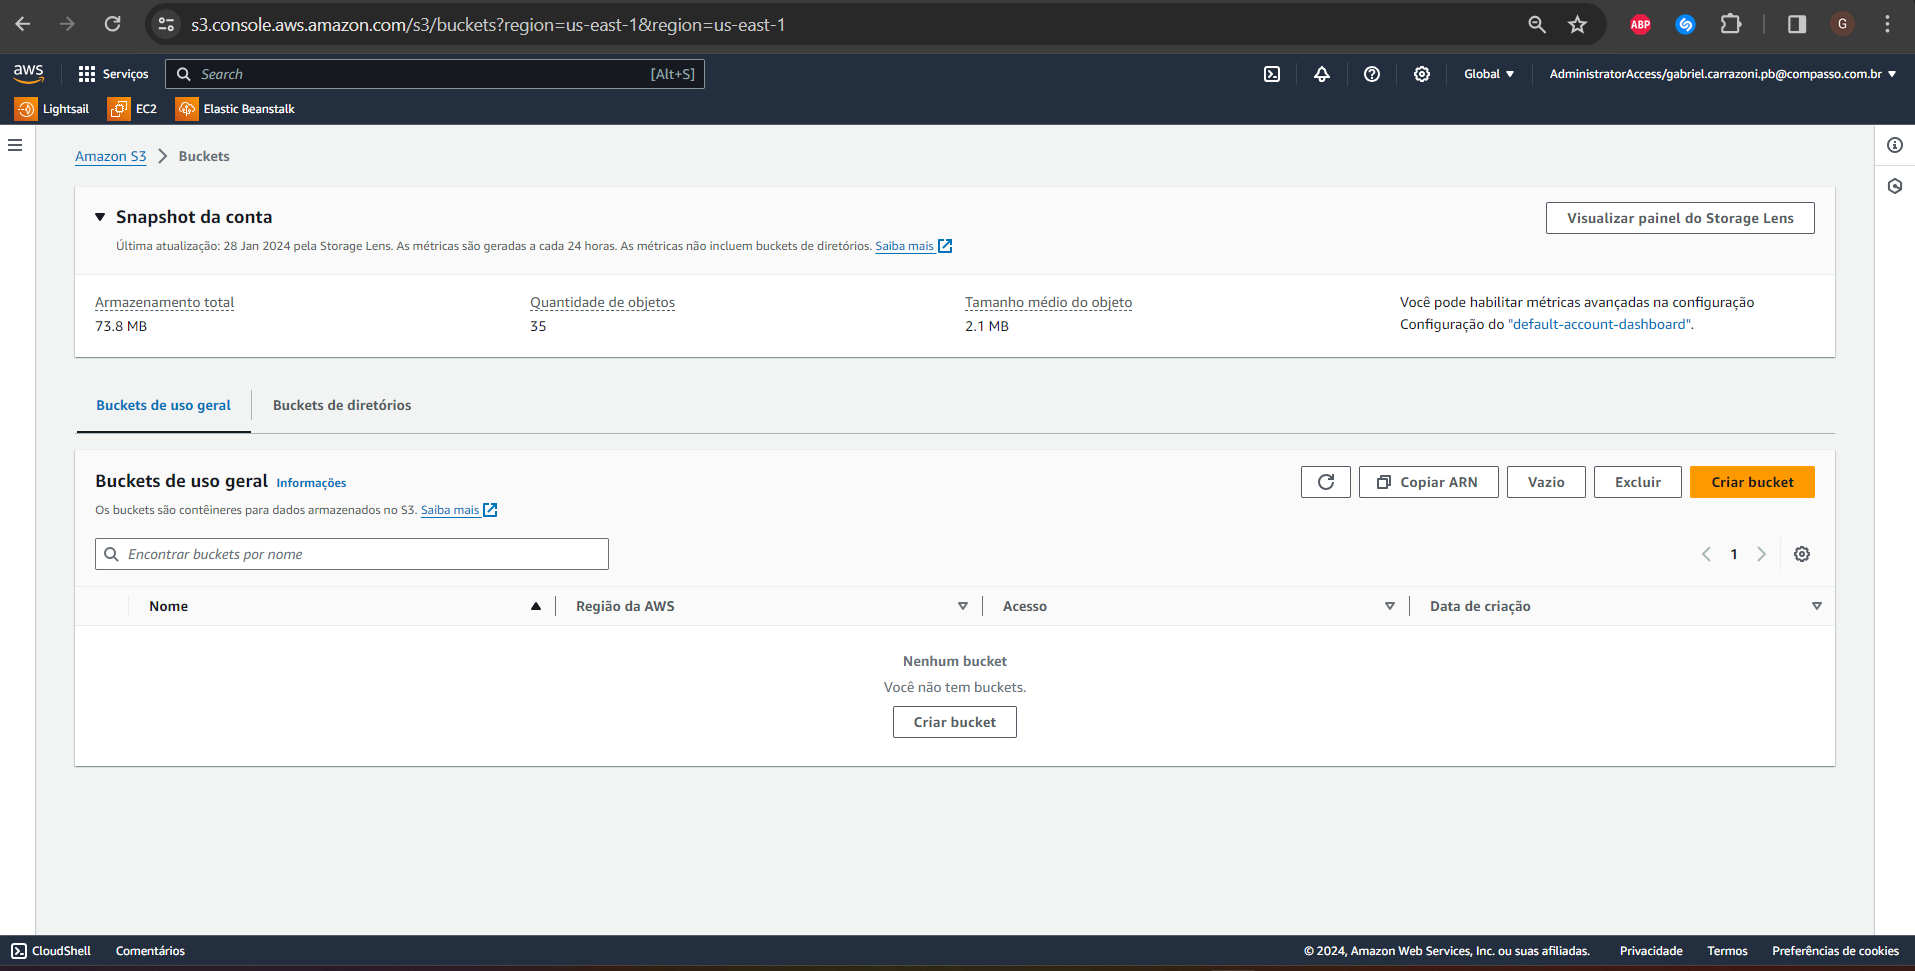 s3.console.aws.amazon.com/s3/buckets?region=us-east-1&region=us-east-1
ABP
G
aws
Serviços
Search
[Alt+S]
Global
AdministratorAccess/gabriel.carrazoni.pb@compasso.com.br
Lightsail
EC2
Elastic Beanstalk
Amazon S3
Buckets
Snapshot da conta
Visualizar painel do Storage Lens
Última atualização: 28 Jan 2024 pela Storage Lens. As métricas são geradas a cada 24 horas. As métricas não incluem buckets de diretórios. Saiba mais
Armazenamento total
73.8 MB
Quantidade de objetos
35
Tamanho médio do objeto
2.1 MB
Você pode habilitar métricas avançadas na configuração
Configuração do "default-account-dashboard".
Buckets de uso geral
Buckets de diretórios
Buckets de uso geral Informações
Os buckets são contêineres para dados armazenados no S3. Saiba mais
Copiar ARN
Vazio
Excluir
Criar bucket
Encontrar buckets por nome
1
Nome
Região da AWS
Acesso
Data de criação
Nenhum bucket
Você não tem buckets.
Criar bucket
CloudShell
Comentários
© 2024, Amazon Web Services, Inc. ou suas afiliadas.
Privacidade
Termos
Preferências de cookies